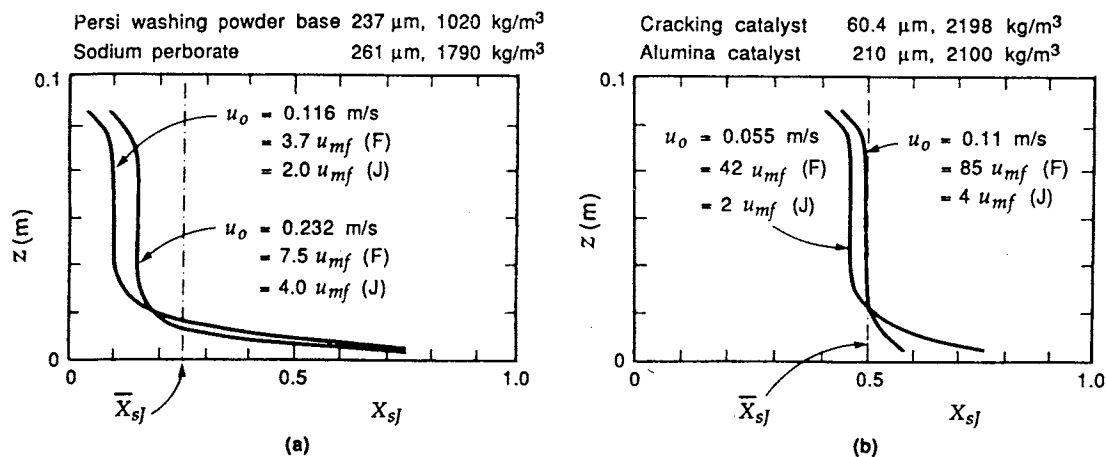 Persi washing powder base 237 μm, 1020 kg/m³
Sodium perborate 261 μm, 1790 kg/m³
0.1
u_o = 0.116 m/s
= 3.7 u_mf (F)
= 2.0 u_mf (J)
u_o = 0.232 m/s
= 7.5 u_mf (F)
= 4.0 u_mf (J)
Z (m)
0
0 0.5 1.0
X̄_sJ X_sJ
(a)
Cracking catalyst 60.4 μm, 2198 kg/m³
Alumina catalyst 210 μm, 2100 kg/m³
0.1
u_o = 0.055 m/s
= 42 u_mf (F)
= 2 u_mf (J)
u_o = 0.11 m/s
= 85 u_mf (F)
= 4 u_mf (J)
Z (m)
0
0 0.5 1.0
X̄_sJ X_sJ
(b)